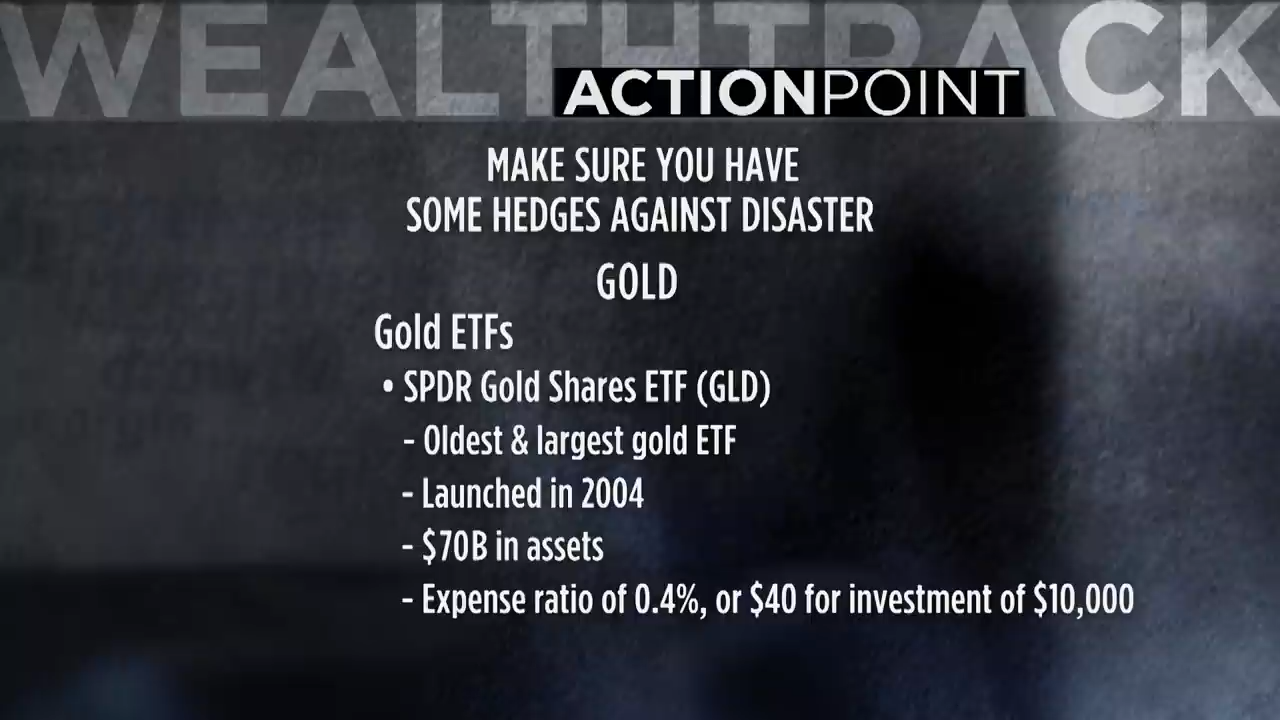 WEALTHTRACK
ACTIONPOINT
MAKE SURE YOU HAVE
SOME HEDGES AGAINST DISASTER
GOLD
Gold ETFs
• SPDR Gold Shares ETF (GLD)
- Oldest & largest gold ETF
- Launched in 2004
- $70B in assets
- Expense ratio of 0.4%, or $40 for investment of $10,000